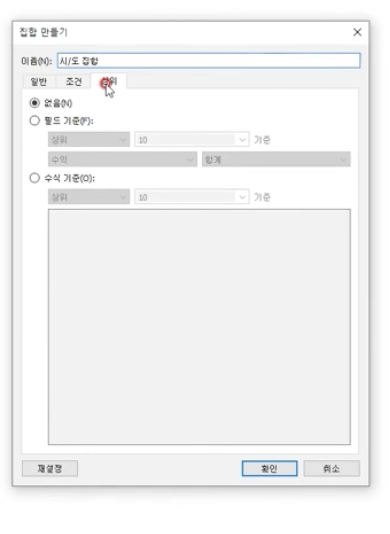 집합 만들기
이름(N): 시/도 집합
일반 조건 상위
없음(N)
필드 기준(F):
상위 10 기준
수익 합계
수식 기준(O):
상위 10 기준
재설정 확인 취소